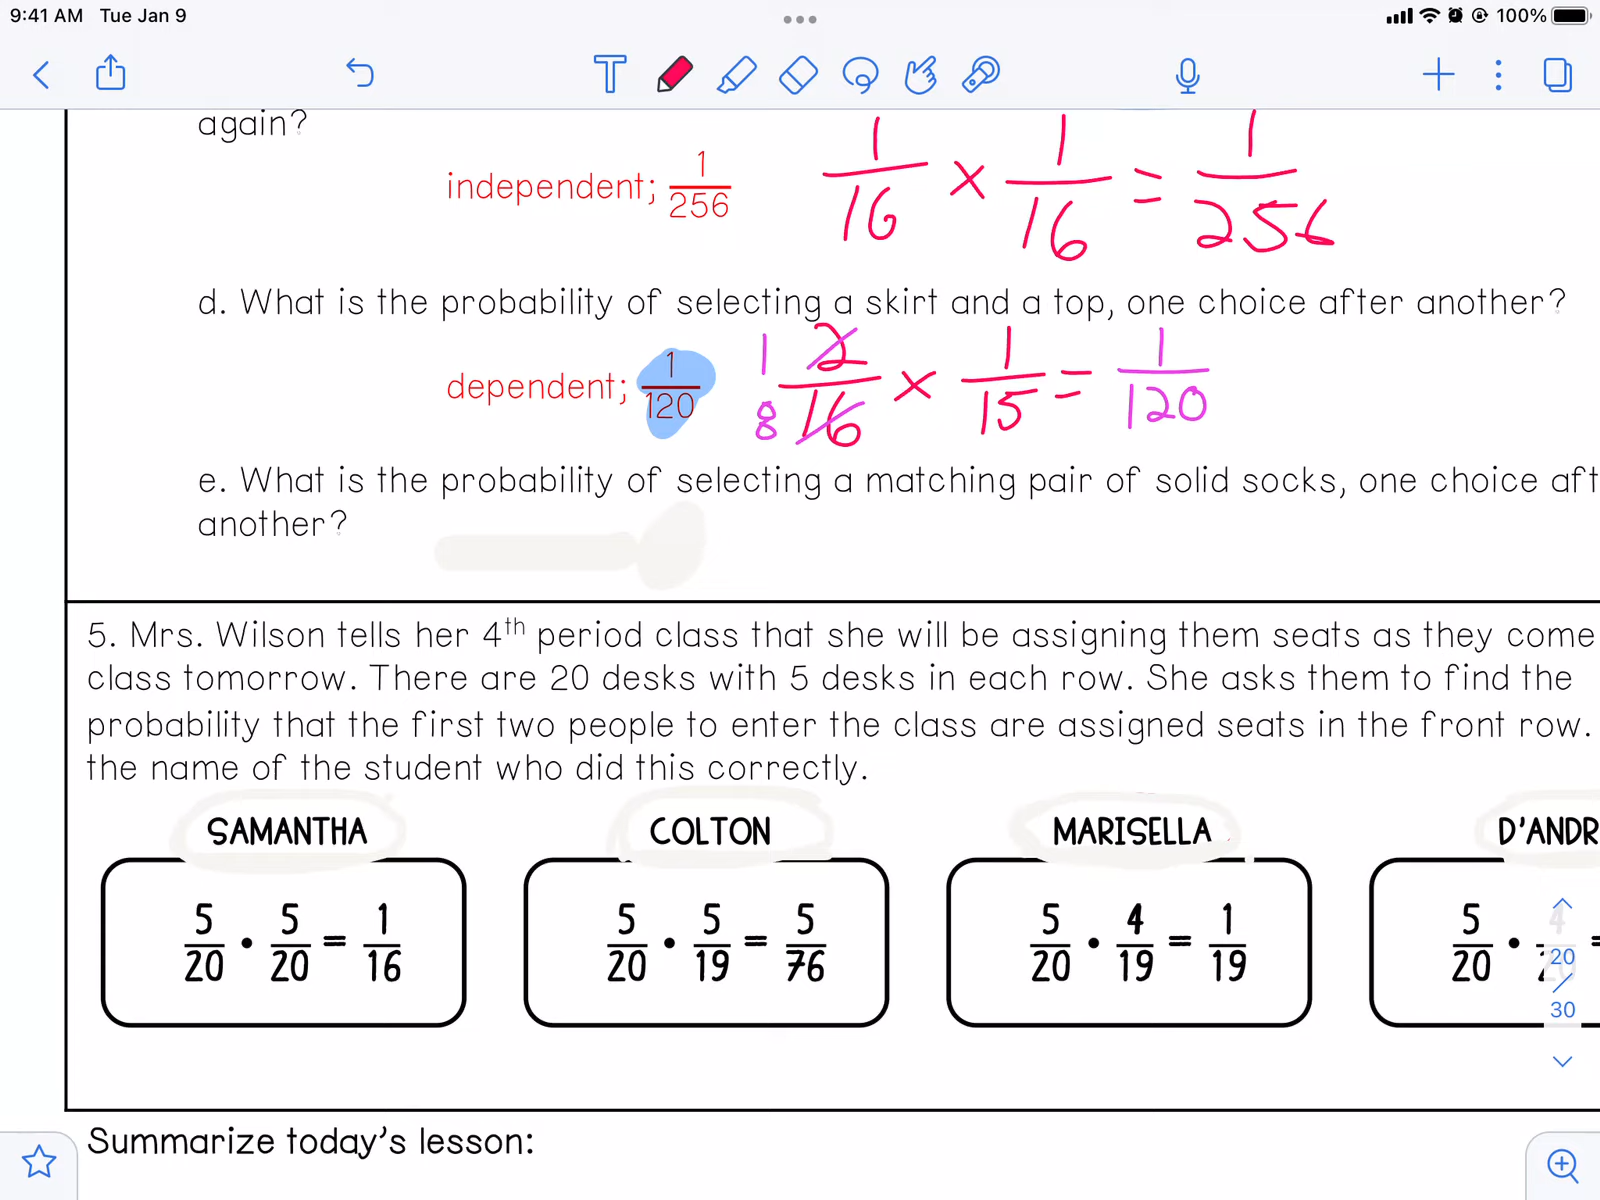 9:41 AM Tue Jan 9
100%
again?
independent; 1/256
1/16 × 1/16 = 1/256
d. What is the probability of selecting a skirt and a top, one choice after another?
dependent; 1/120
1 2/8 16 × 1/15 = 1/120
e. What is the probability of selecting a matching pair of solid socks, one choice aft
another?
5. Mrs. Wilson tells her 4th period class that she will be assigning them seats as they come
class tomorrow. There are 20 desks with 5 desks in each row. She asks them to find the
probability that the first two people to enter the class are assigned seats in the front row.
the name of the student who did this correctly.
SAMANTHA COLTON MARISELLA D'ANDR
5/20 · 5/20 = 1/16
5/20 · 5/19 = 5/76
5/20 · 4/19 = 1/19
5/20 · 4/20 =
20/30
Summarize today's lesson: